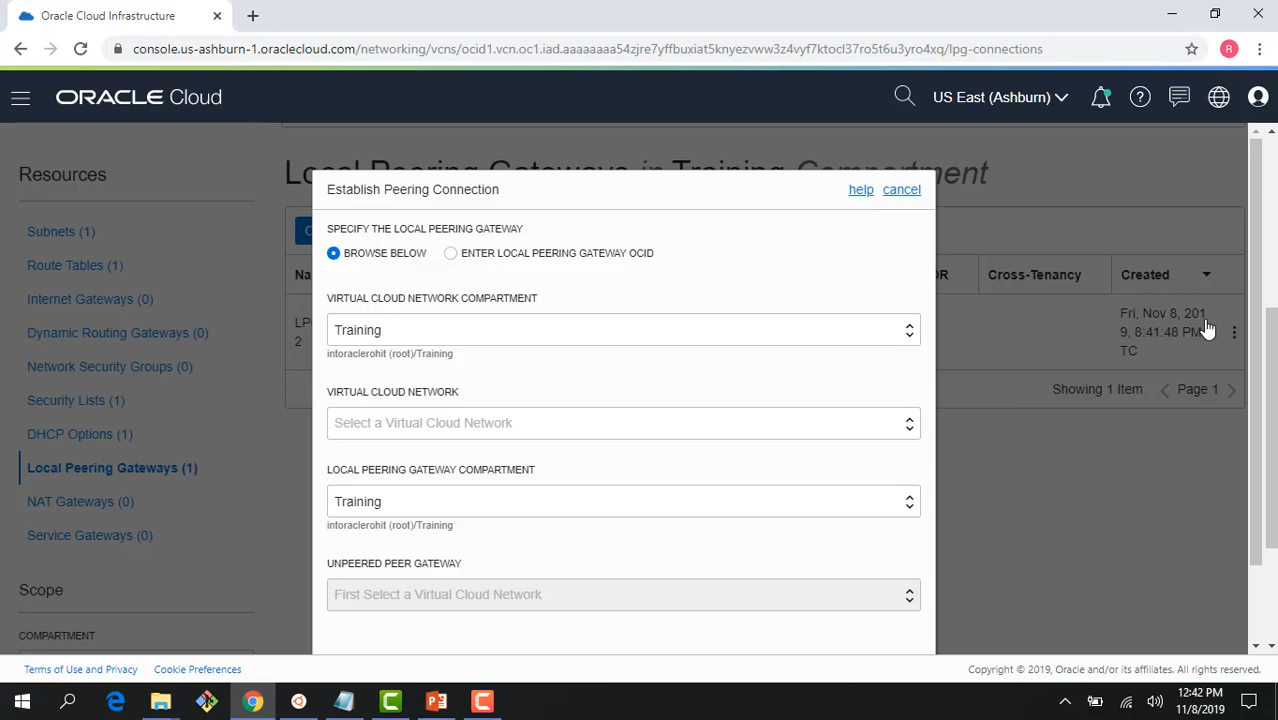 Oracle Cloud Infrastructure
console.us-ashburn-1.oraclecloud.com/networking/vcns/ocid1.vcn.oc1.iad.aaaaaaaa54zjre7yffbuxiat5knyezvww3z4vyf7ktocl37ro5t6u3yro4xq/lpg-connections
R
ORACLE Cloud
US East (Ashburn)
Resources
Subnets (1)
Route Tables (1)
Internet Gateways (0)
Dynamic Routing Gateways (0)
Network Security Groups (0)
Security Lists (1)
DHCP Options (1)
Local Peering Gateways (1)
NAT Gateways (0)
Service Gateways (0)
Scope
COMPARTMENT
Local Peering Gateways in Training Compartment
Establish Peering Connection
help cancel
SPECIFY THE LOCAL PEERING GATEWAY
BROWSE BELOW ENTER LOCAL PEERING GATEWAY OCID
VIRTUAL CLOUD NETWORK COMPARTMENT
Training
intoraclerohit (root)/Training
VIRTUAL CLOUD NETWORK
Select a Virtual Cloud Network
LOCAL PEERING GATEWAY COMPARTMENT
Training
intoraclerohit (root)/Training
UNPEERED PEER GATEWAY
First Select a Virtual Cloud Network
Na
DR Cross-Tenancy Created
LP
2
Fri, Nov 8, 201
9, 8:41:48 PM
TC
Showing 1 Item Page 1
Terms of Use and Privacy Cookie Preferences
Copyright © 2019, Oracle and/or its affiliates. All rights reserved.
12:42 PM
11/8/2019